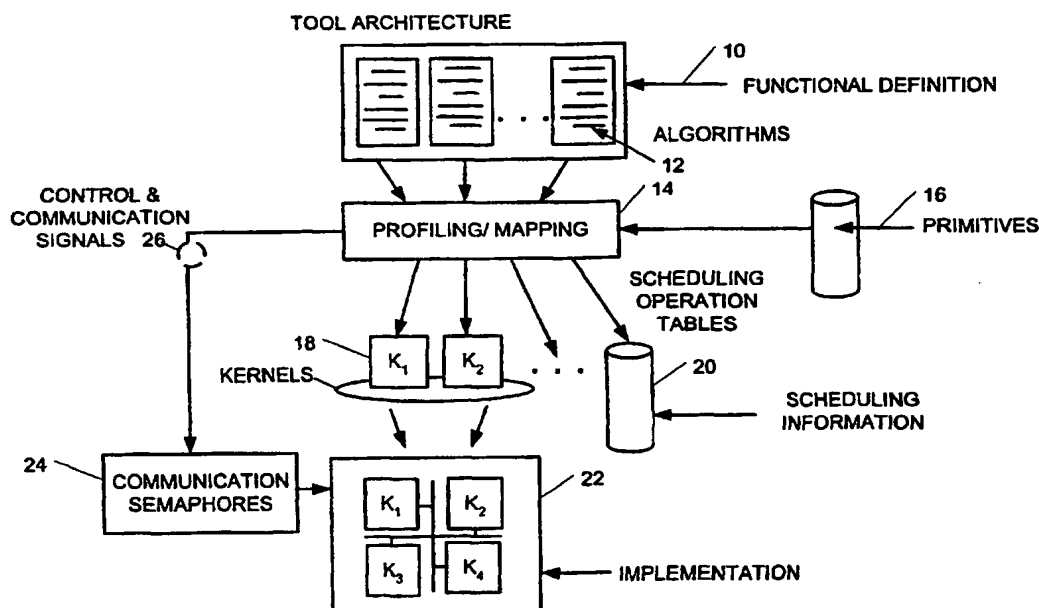 TOOL ARCHITECTURE
10
FUNCTIONAL DEFINITION
. . .
ALGORITHMS
12
14
CONTROL &
COMMUNICATION
SIGNALS 26
PROFILING/ MAPPING
16
PRIMITIVES
SCHEDULING
OPERATION
TABLES
18
K1
K2
. . .
20
KERNELS
SCHEDULING
INFORMATION
24
COMMUNICATION
SEMAPHORES
22
K1
K2
K3
K4
IMPLEMENTATION